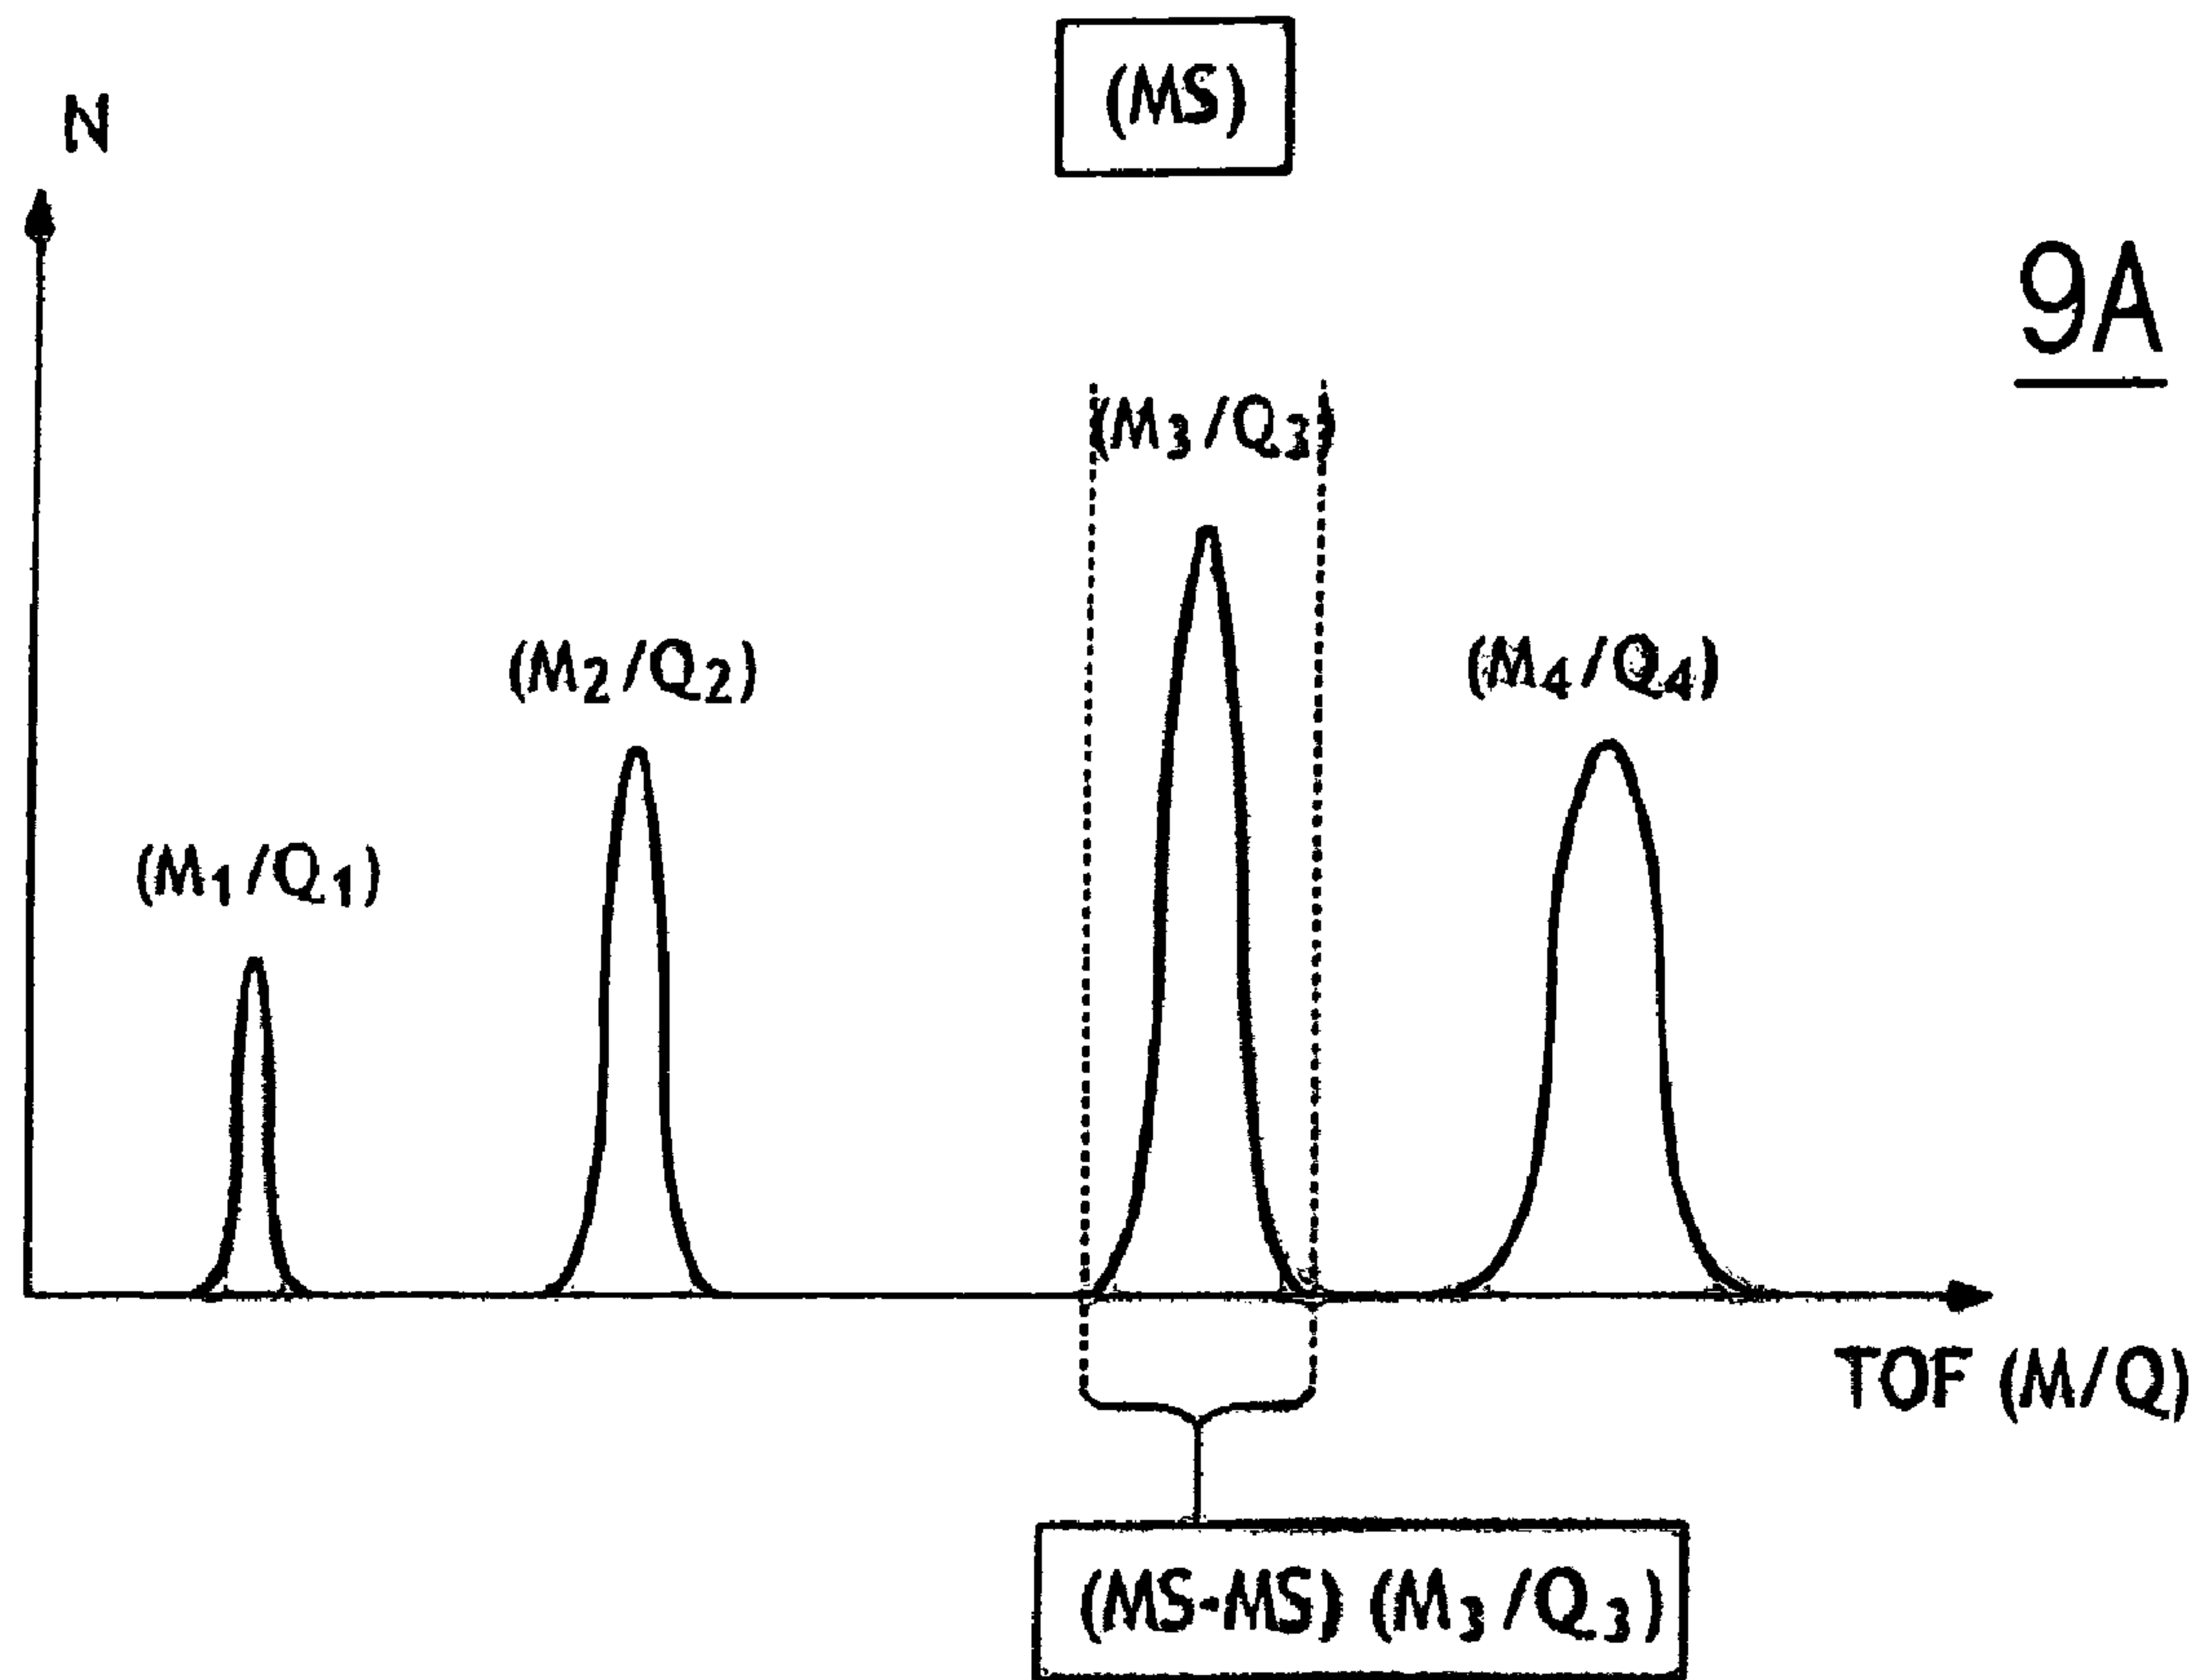 (MS)
N
9A
(M3/Q3)
(M2/Q2)
(M4/Q4)
(M1/Q1)
TOF (M/Q)
(MS-MS) (M3/Q3)